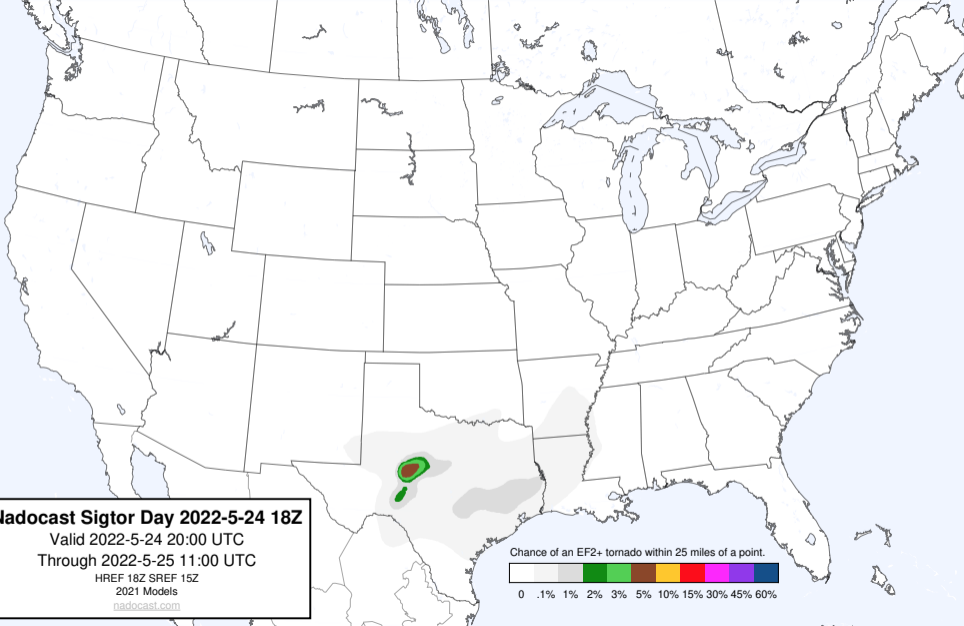 Nadocast Sigtor Day 2022-5-24 18Z
Valid 2022-5-24 20:00 UTC
Through 2022-5-25 11:00 UTC
HREF 18Z SREF 15Z
2021 Models
nadocast.com
Chance of an EF2+ tornado within 25 miles of a point.
0 .1% 1% 2% 3% 5% 10% 15% 30% 45% 60%